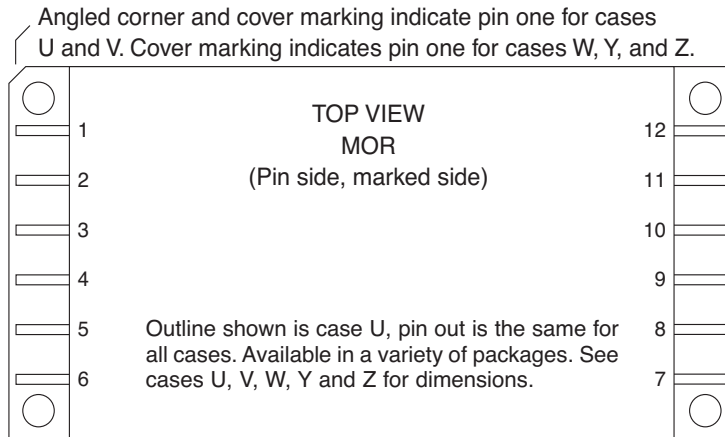 Angled corner and cover marking indicate pin one for cases
U and V. Cover marking indicates pin one for cases W, Y, and Z.
TOP VIEW
MOR
(Pin side, marked side)
1
2
3
4
5
6
12
11
10
9
8
7
Outline shown is case U, pin out is the same for
all cases. Available in a variety of packages. See
cases U, V, W, Y and Z for dimensions.